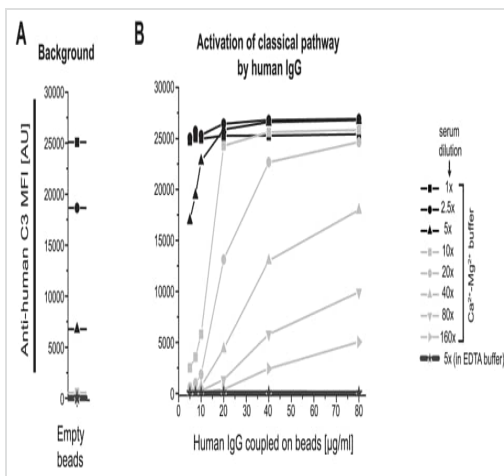 A
Background
Anti-human C3 MFI [AU]
30000
25000
20000
15000
10000
5000
0
Empty
beads
B
Activation of classical pathway
by human IgG
30000
25000
20000
15000
10000
5000
0
0 10 20 30 40 50 60 70 80
Human IgG coupled on beads [µg/ml]
serum
dilution
1x
2.5x
5x
10x
20x
40x
80x
160x
5x (in EDTA buffer)
Ca²⁺-Mg²⁺ buffer